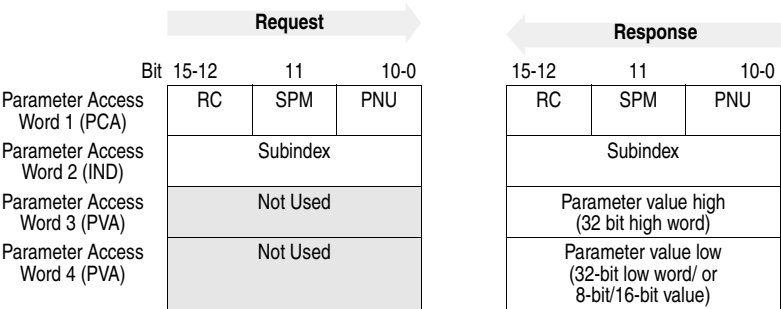 Request
Response
Bit 15-12 11 10-0 15-12 11 10-0
Parameter Access
Word 1 (PCA)
RC SPM PNU RC SPM PNU
Parameter Access
Word 2 (IND)
Subindex Subindex
Parameter Access
Word 3 (PVA)
Not Used
Parameter value high
(32 bit high word)
Parameter Access
Word 4 (PVA)
Not Used
Parameter value low
(32-bit low word/ or
8-bit/16-bit value)